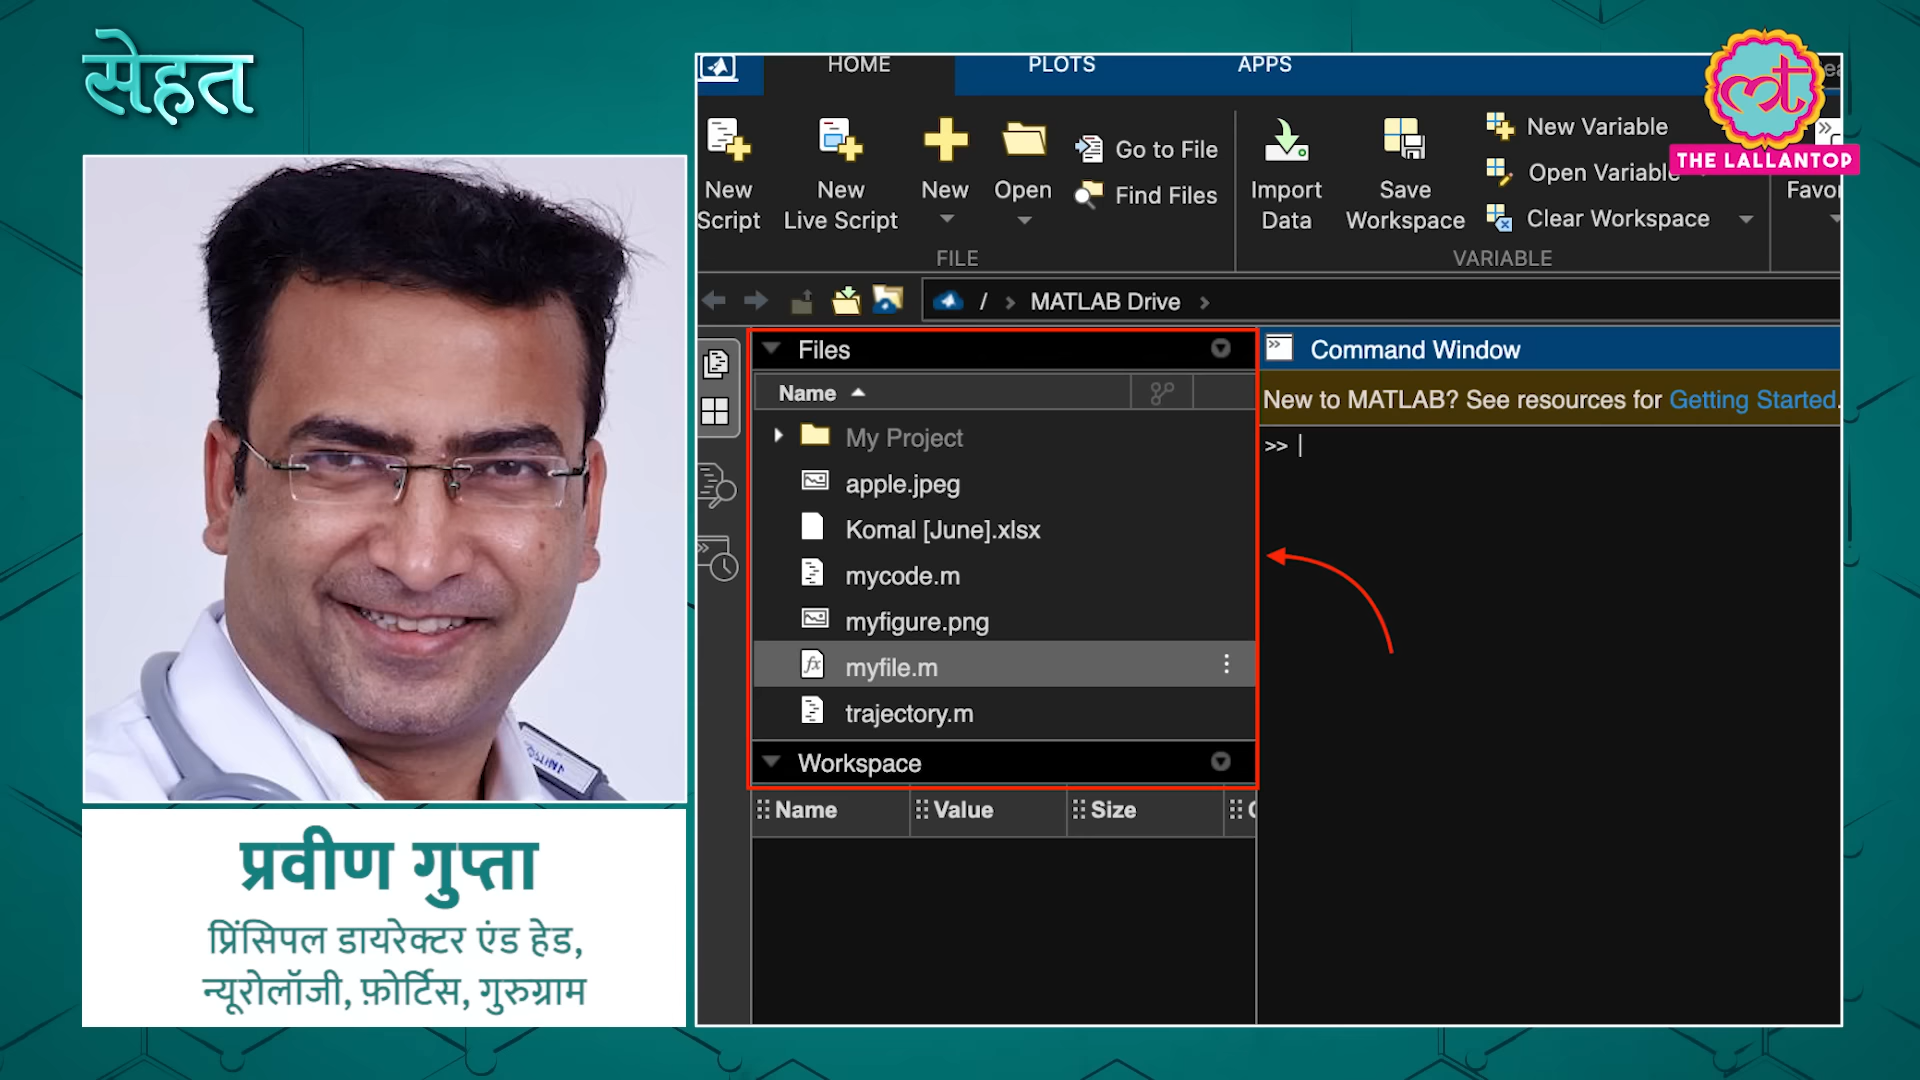 सेहत
THE LALLANTOP
प्रवीण गुप्ता
प्रिंसिपल डायरेक्टर एंड हेड,
न्यूरोलॉजी, फ़ोर्टिस, गुरुग्राम
HOME PLOTS APPS
New Script
New Live Script
New
Open
Go to File
Find Files
FILE
Import Data
Save Workspace
New Variable
Open Variable
Clear Workspace
VARIABLE
/ > MATLAB Drive >
Files
Name
My Project
apple.jpeg
Komal [June].xlsx
mycode.m
myfigure.png
fx myfile.m
trajectory.m
Workspace
Name Value Size
Command Window
New to MATLAB? See resources for Getting Started.
>>